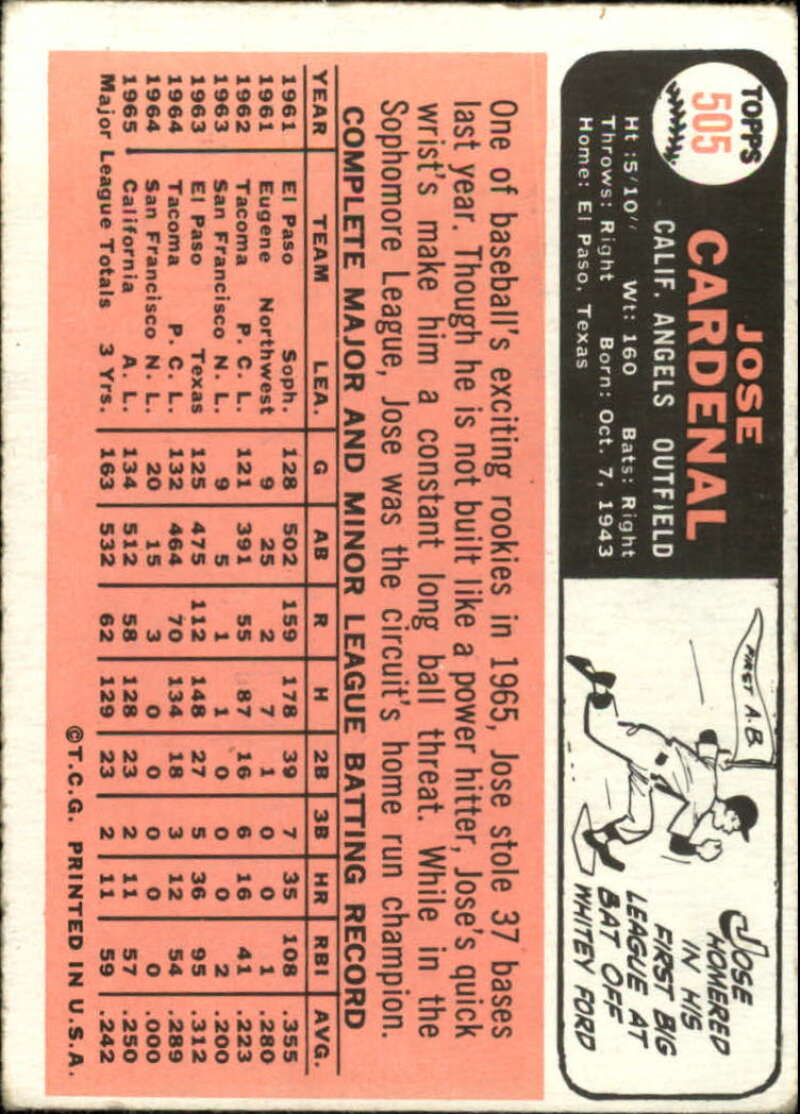 TOPPS
505
JOSE
CARDENAL
CALIF. ANGELS OUTFIELD
Ht: 5'10" Wt: 160 Bats: Right
Throws: Right Born: Oct. 7, 1943
Home: El Paso, Texas
FIRST A.B.
JOSE
HOMERED
IN HIS
FIRST BIG
LEAGUE AT
BAT OFF
WHITEY FORD
One of baseball's exciting rookies in 1965, Jose stole 37 bases
last year. Though he is not built like a power hitter, Jose's quick
wrist's make him a constant long ball threat. While in the
Sophomore League, Jose was the circuit's home run champion.
COMPLETE MAJOR AND MINOR LEAGUE BATTING RECORD
YEAR TEAM LEA. G AB R H 2B 3B HR RBI AVG.
1961 El Paso Soph. 128 502 159 178 39 7 35 108 .355
1961 Eugene Northwest 9 25 2 7 1 0 0 1 .280
1962 Tacoma P. C. L. 121 391 55 87 16 6 16 41 .223
1963 San Francisco N. L. 9 5 1 1 0 0 0 2 .200
1963 El Paso Texas 125 475 112 148 27 5 36 95 .312
1964 Tacoma P. C. L. 132 464 70 134 18 3 12 54 .289
1964 San Francisco N. L. 20 15 3 0 0 0 0 0 .000
1965 California A. L. 134 512 58 128 23 2 11 57 .250
Major League Totals 3 Yrs. 163 532 62 129 23 2 11 59 .242
©T.C.G. PRINTED IN U.S.A.